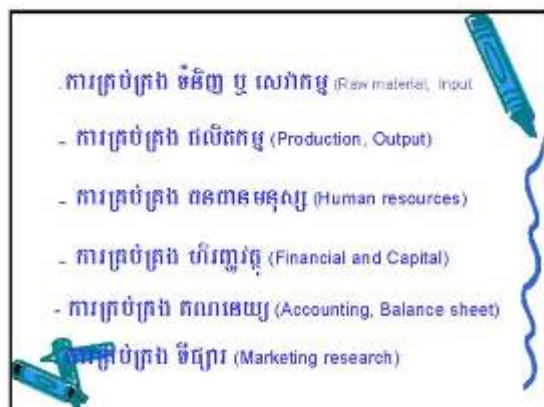 -ការគ្រប់គ្រង ទំនិញ ឬ សេវាកម្ម (Raw material, Input
- ការគ្រប់គ្រង ផលិតកម្ម (Production, Output)
- ការគ្រប់គ្រង ធនធានមនុស្ស (Human resources)
- ការគ្រប់គ្រង ហិរញ្ញវត្ថុ (Financial and Capital)
- ការគ្រប់គ្រង គណនេយ្យ (Accounting, Balance sheet)
ការគ្រប់គ្រង ទីផ្សារ (Marketing research)